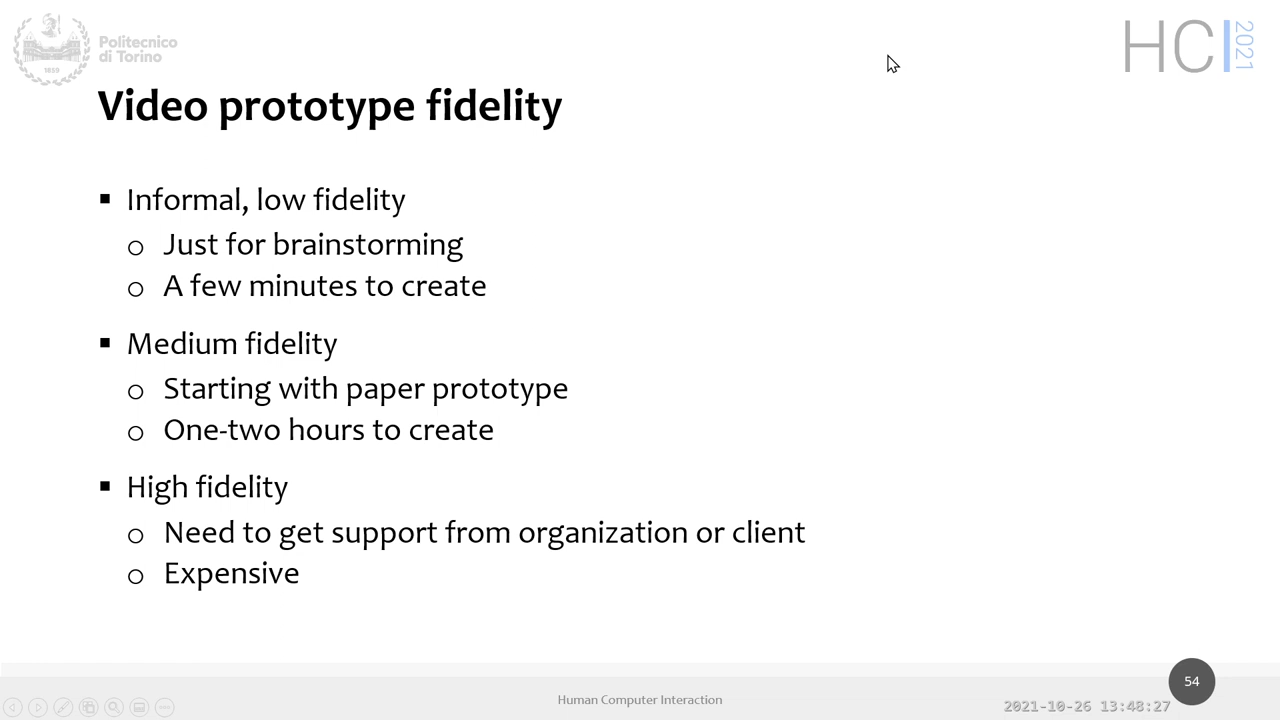 Politecnico
di Torino
1859
HCI
2021
Video prototype fidelity
▪ Informal, low fidelity
o Just for brainstorming
o A few minutes to create
▪ Medium fidelity
o Starting with paper prototype
o One-two hours to create
▪ High fidelity
o Need to get support from organization or client
o Expensive
Human Computer Interaction
54
2021-10-26 13:48:27